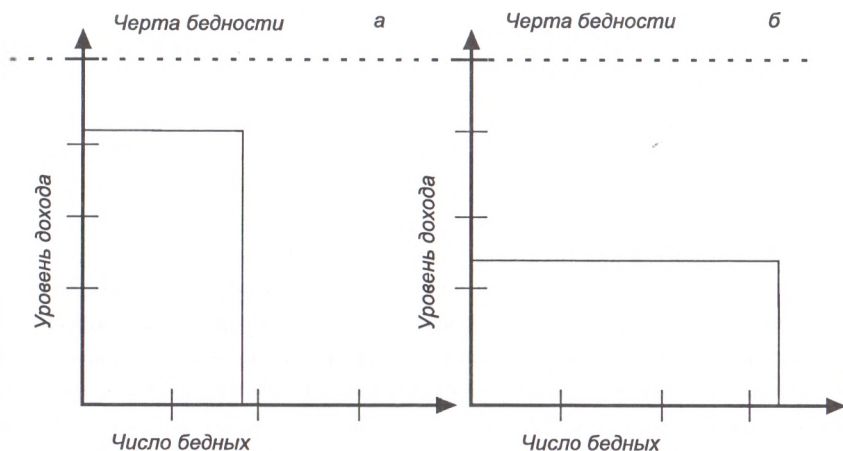 Черта бедности а
Уровень дохода
Число бедных
Черта бедности б
Уровень дохода
Число бедных